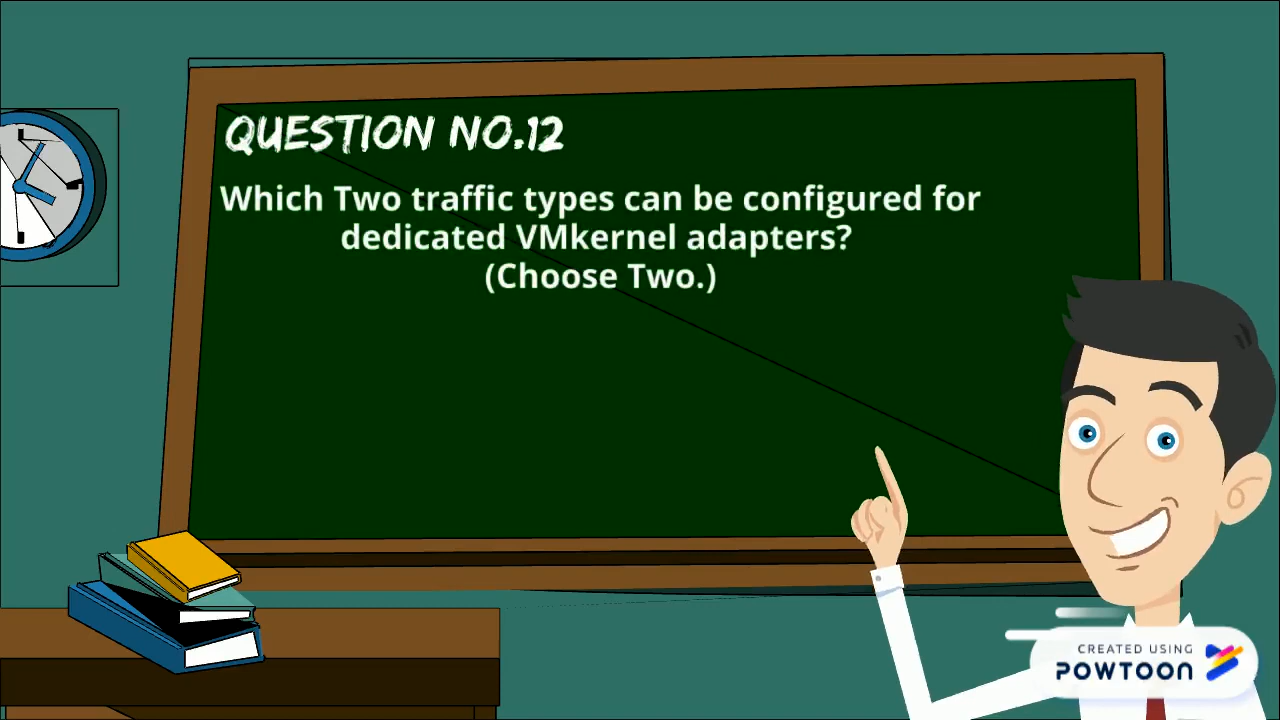 QUESTION NO.12
Which Two traffic types can be configured for
dedicated VMkernel adapters?
(Choose Two.)
CREATED USING
POWTOON